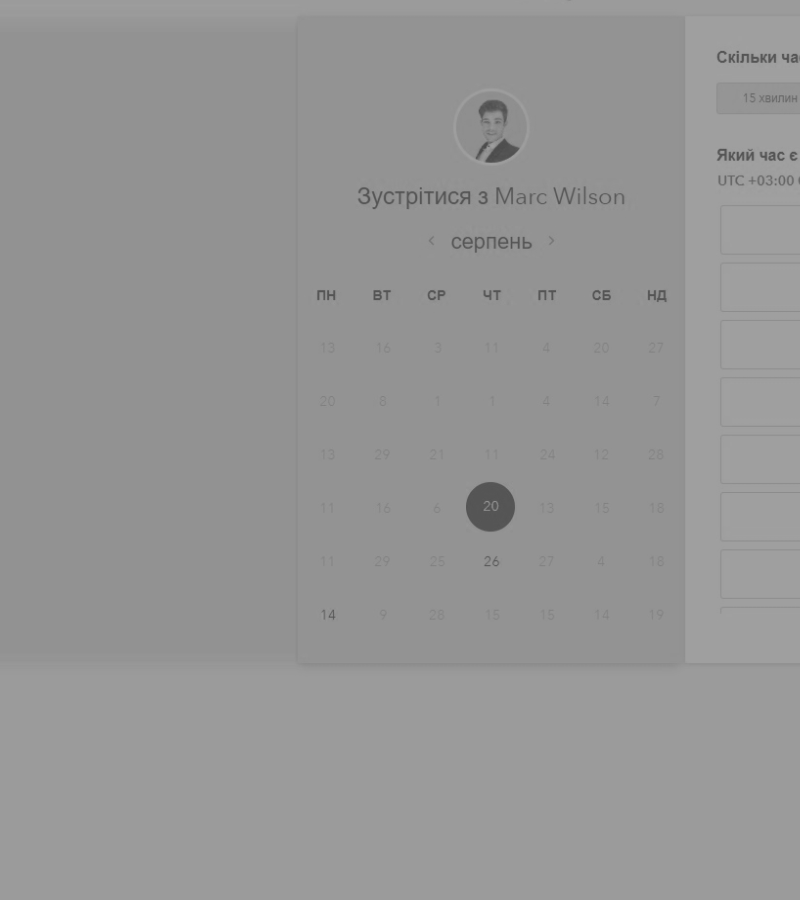 Зустрітися з Marc Wilson
‹ серпень ›
ПН ВТ СР ЧТ ПТ СБ НД
13 16 3 11 4 20 27
20 8 1 1 4 14 7
13 29 21 11 24 12 28
11 16 6 20 13 15 18
11 29 25 26 27 4 18
14 9 28 15 15 14 19
Скільки ча
15 хвилин
Який час є
UTC +03:00